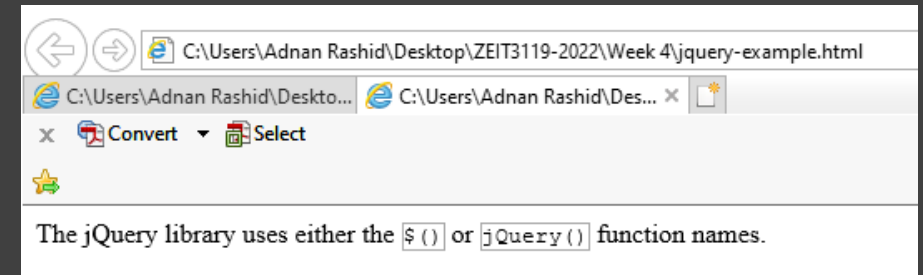 C:\Users\Adnan Rashid\Desktop\ZEIT3119-2022\Week 4\jquery-example.html
C:\Users\Adnan Rashid\Deskto... C:\Users\Adnan Rashid\Des...
Convert Select
The jQuery library uses either the $() or jQuery() function names.